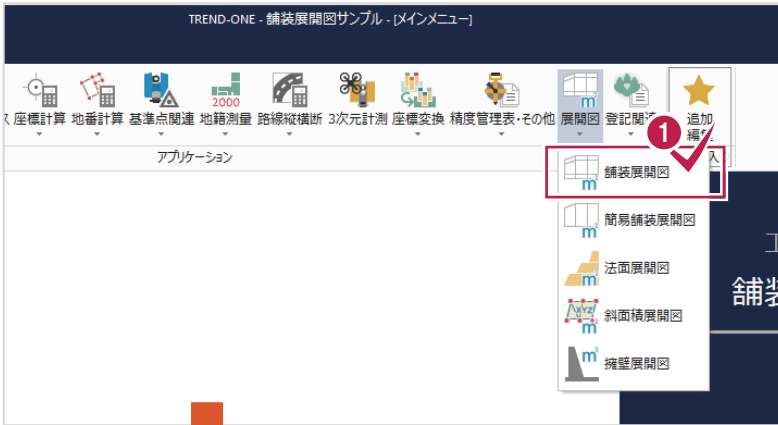 TREND-ONE - 舗装展開図サンプル - [メインメニュー]
座標計算 地番計算 基準点関連 地籍測量 路線縦横断 3次元計測 座標変換 精度管理表・その他 展開図 登記関連 追加
2000
m²
編集
アプリケーション
1
舗装展開図
簡易舗装展開図
法面展開図
斜面積展開図
擁壁展開図
舗装